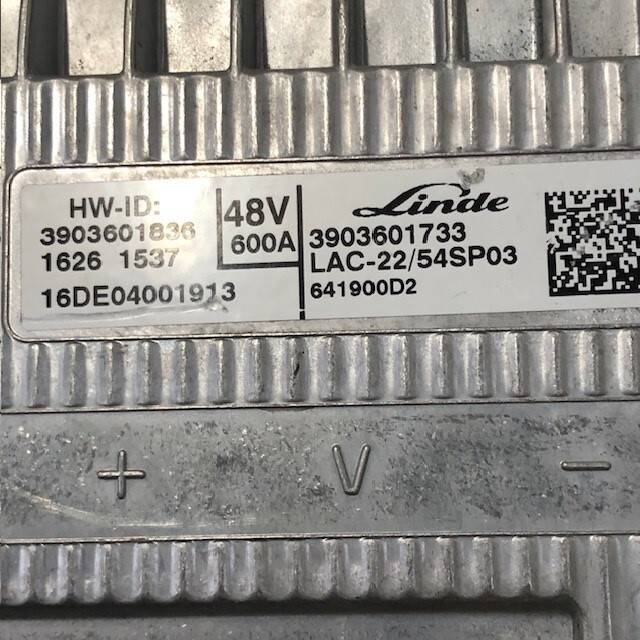 HW-ID:
3903601836
1626 1537
16DE04001913
48V
600A
Linde
3903601733
LAC-22/54SP03
641900D2
+ V −